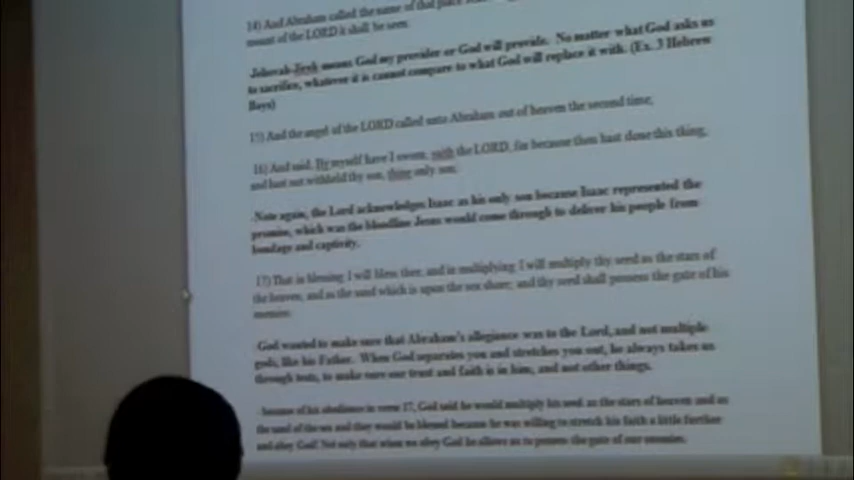 14) And Abraham called the name of that place
mount of the LORD it shall be seen.
Jehovah-Jireh means God my provider or God will provide. No matter what God asks us
to sacrifice, whatever it is cannot compare to what God will replace it with. (Ex. 3 Hebrew
Boys)
15) And the angel of the LORD called unto Abraham out of heaven the second time,
16) And said, By myself have I sworn, saith the LORD, for because thou hast done this thing,
and hast not withheld thy son, thine only son:
Note again, the Lord acknowledges Isaac as his only son because Isaac represented the
promise, which was the bloodline Jesus would come through to deliver his people from
bondage and captivity.
17) That in blessing I will bless thee, and in multiplying I will multiply thy seed as the stars of
the heaven, and as the sand which is upon the sea shore; and thy seed shall possess the gate of his
enemies
God wanted to make sure that Abraham's allegiance was to the Lord, and not multiple
gods, like his Father. When God separates you and stretches you out, he always takes us
through tests, to make sure our trust and faith is in him, and not other things.
because of his obedience in verse 17, God said he would multiply his seed as the stars of heaven and as
the sand of the sea and they would be blessed because he was willing to stretch his faith a little further
and obey God! Not only that when we obey God he allows us to possess the gate of our enemies.